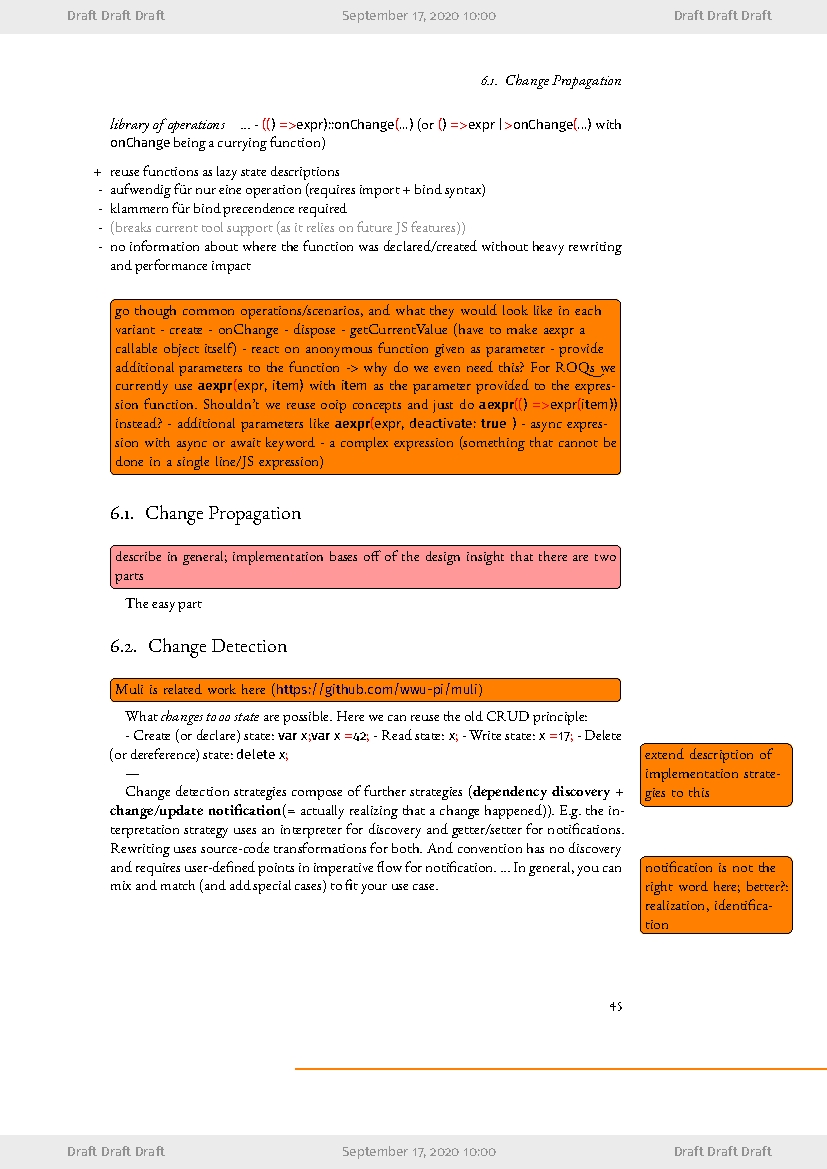 Draft Draft Draft September 17, 2020 10:00 Draft Draft Draft
6.1. Change Propagation
library of operations ... - (() =>expr)::onChange(...) (or () =>expr |>onChange(...) with
onChange being a currying function)
+ reuse functions as lazy state descriptions
- aufwendig für nur eine operation (requires import + bind syntax)
- klammern für bind precendence required
- (breaks current tool support (as it relies on future JS features))
- no information about where the function was declared/created without heavy rewriting
and performance impact
go though common operations/scenarios, and what they would look like in each
variant - create - onChange - dispose - getCurrentValue (have to make aexpr a
callable object itself) - react on anonymous function given as parameter - provide
additional parameters to the function -> why do we even need this? For ROQs we
currently use aexpr(expr, item) with item as the parameter provided to the expres-
sion function. Shouldn't we reuse ooip concepts and just do aexpr(() =>expr(item))
instead? - additional parameters like aexpr(expr, deactivate: true ) - async expres-
sion with async or await keyword - a complex expression (something that cannot be
done in a single line/JS expression)
6.1. Change Propagation
describe in general; implementation bases off of the design insight that there are two
parts
The easy part
6.2. Change Detection
Muli is related work here (https://github.com/wwu-pi/muli)
What changes to oo state are possible. Here we can reuse the old CRUD principle:
- Create (or declare) state: var x;var x =42; - Read state: x; - Write state: x =17; - Delete
(or dereference) state: delete x;
—
Change detection strategies compose of further strategies (dependency discovery +
change/update notification(= actually realizing that a change happened)). E.g. the in-
terpretation strategy uses an interpreter for discovery and getter/setter for notifications.
Rewriting uses source-code transformations for both. And convention has no discovery
and requires user-defined points in imperative flow for notification. ... In general, you can
mix and match (and add special cases) to fit your use case.
extend description of
implementation strate-
gies to this
notification is not the
right word here; better?:
realization, identifica-
tion
45
Draft Draft Draft September 17, 2020 10:00 Draft Draft Draft